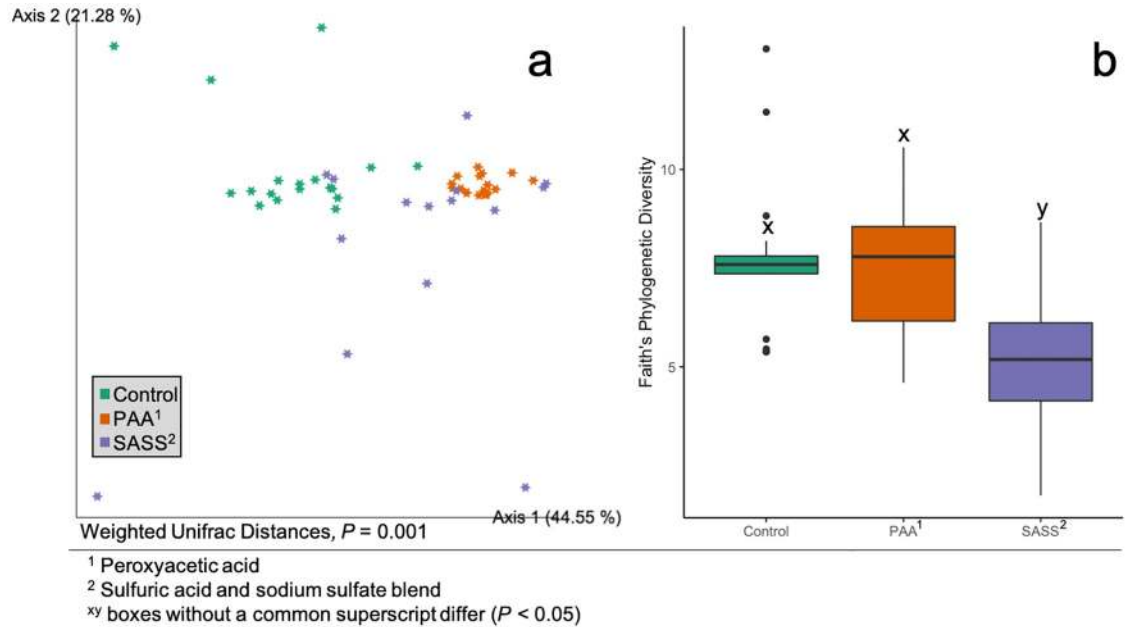 Axis 2 (21.28 %)
a
Control
PAA¹
SASS²
Axis 1 (44.55 %)
Weighted Unifrac Distances, P = 0.001
b
Faith's Phylogenetic Diversity
10
5
x
x
y
Control
PAA¹
SASS²
¹ Peroxyacetic acid
² Sulfuric acid and sodium sulfate blend
ˣʸ boxes without a common superscript differ (P < 0.05)